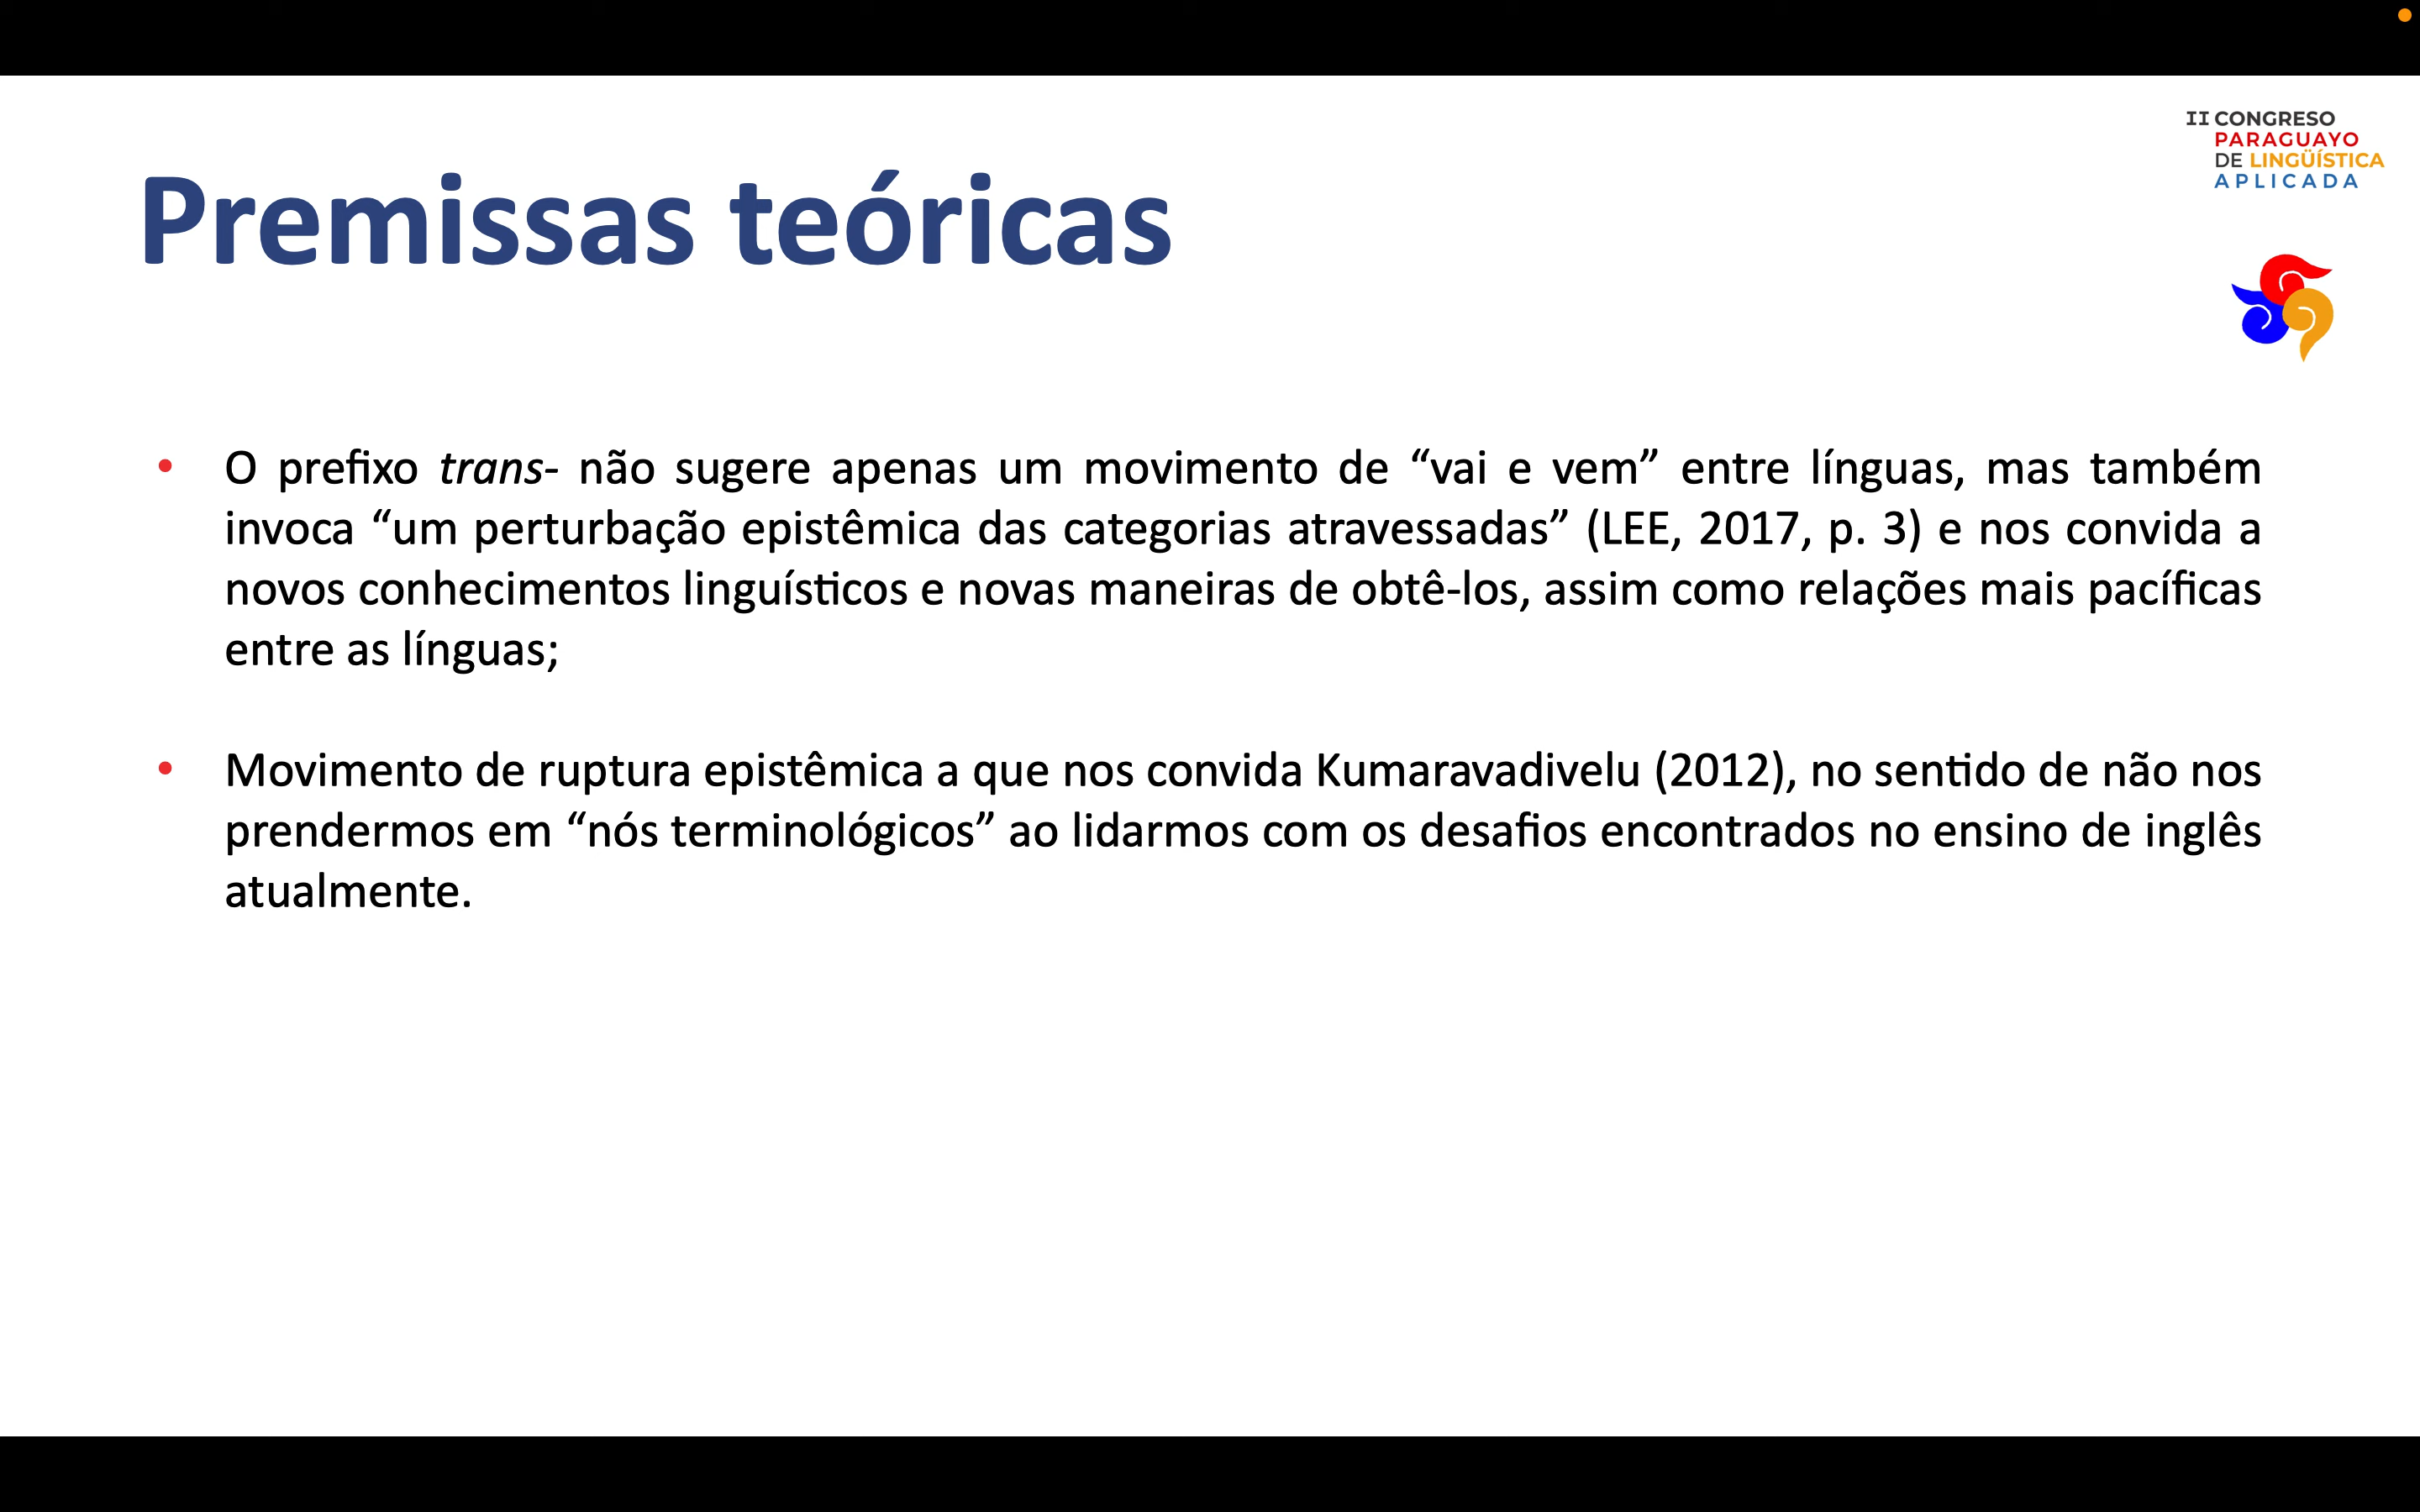 II CONGRESO
PARAGUAYO
DE LINGÜÍSTICA
APLICADA
Premissas teóricas
• O prefixo trans- não sugere apenas um movimento de “vai e vem” entre línguas, mas também
invoca “um perturbação epistêmica das categorias atravessadas” (LEE, 2017, p. 3) e nos convida a
novos conhecimentos linguísticos e novas maneiras de obtê-los, assim como relações mais pacíficas
entre as línguas;
• Movimento de ruptura epistêmica a que nos convida Kumaravadivelu (2012), no sentido de não nos
prendermos em “nós terminológicos” ao lidarmos com os desafios encontrados no ensino de inglês
atualmente.